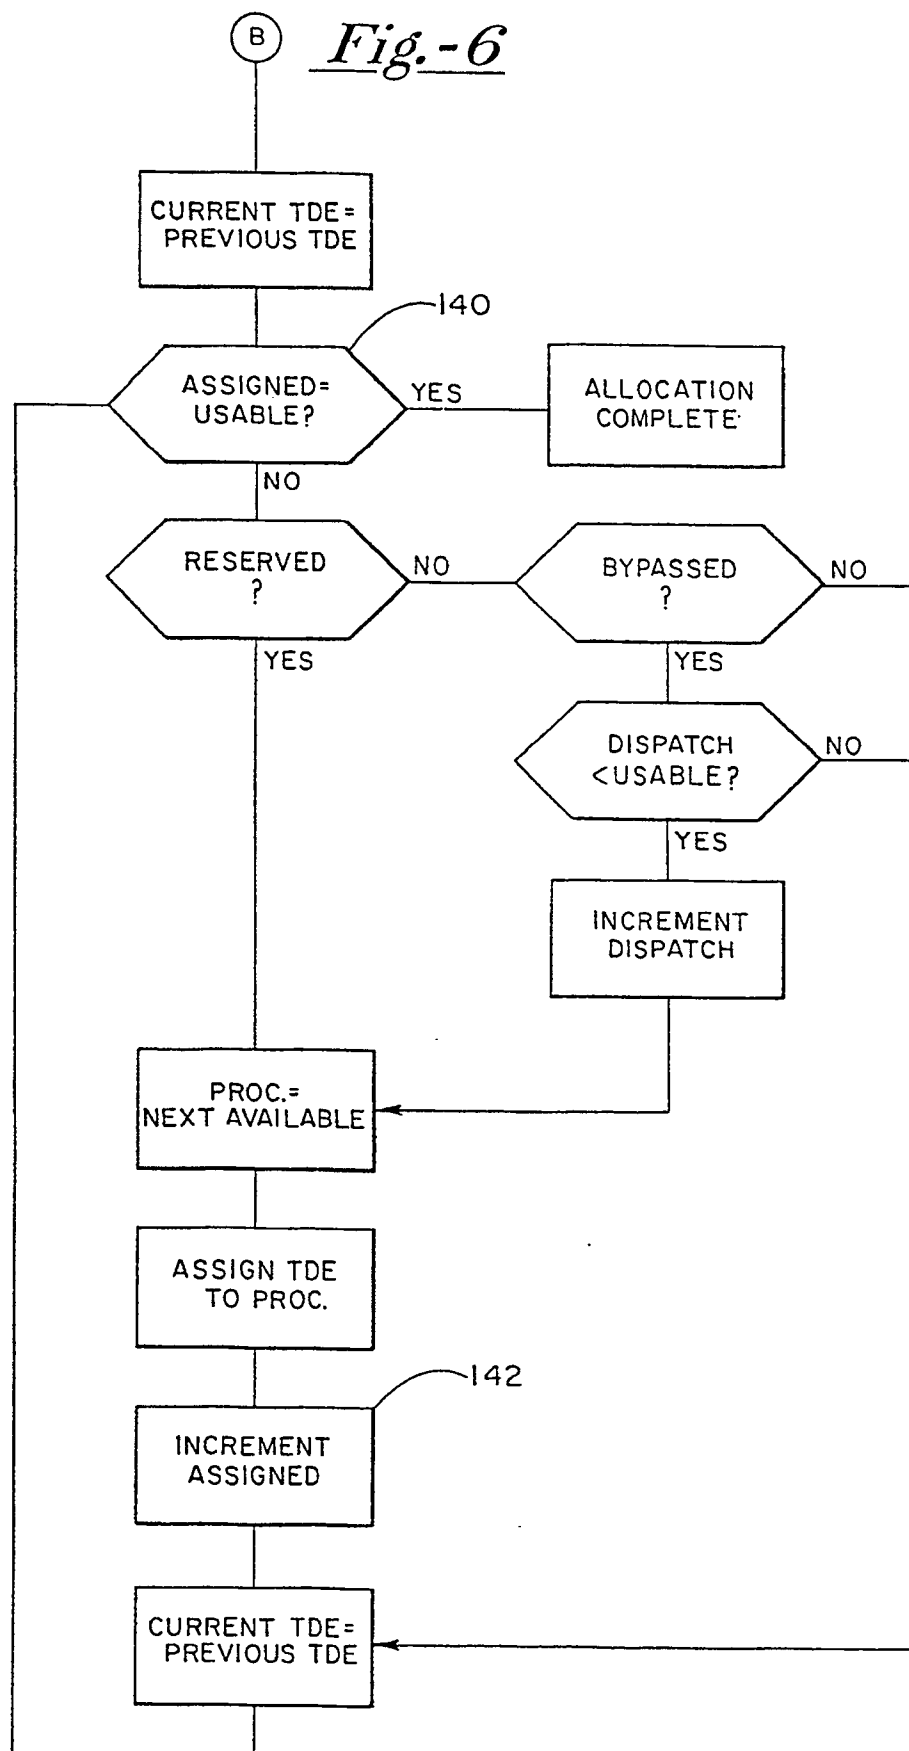 B
Fig.-6
CURRENT TDE=
PREVIOUS TDE
140
ASSIGNED=
USABLE?
YES
ALLOCATION
COMPLETE
NO
RESERVED
?
NO
BYPASSED
?
NO
YES
YES
DISPATCH
<USABLE?
NO
YES
INCREMENT
DISPATCH
PROC.=
NEXT AVAILABLE
ASSIGN TDE
TO PROC.
142
INCREMENT
ASSIGNED
CURRENT TDE=
PREVIOUS TDE